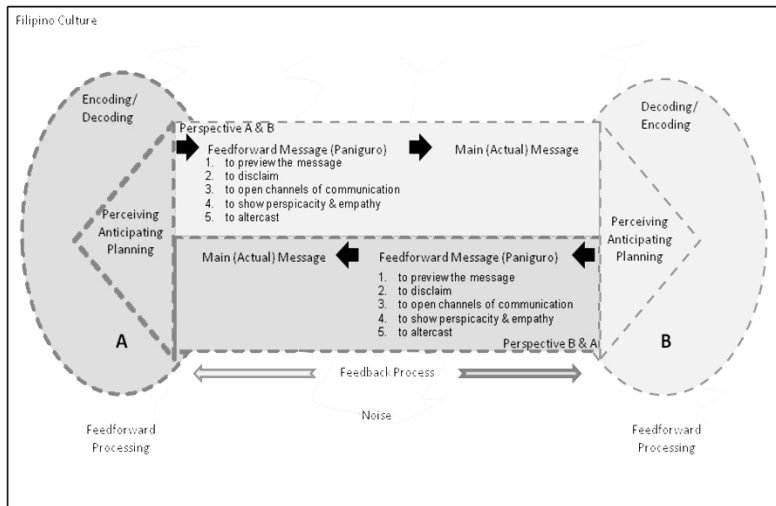 Filipino Culture
Encoding/
Decoding
Perceiving
Anticipating
Planning
A
Feedforward
Processing
Perspective A & B
Feedforward Message (Paniguro)
1. to preview the message
2. to disclaim
3. to open channels of communication
4. to show perspicacity & empathy
5. to altercast
Main (Actual) Message
Main (Actual) Message
Feedforward Message (Paniguro)
1. to preview the message
2. to disclaim
3. to open channels of communication
4. to show perspicacity & empathy
5. to altercast
Perspective B & A
Feedback Process
Noise
Decoding/
Encoding
Perceiving
Anticipating
Planning
B
Feedforward
Processing